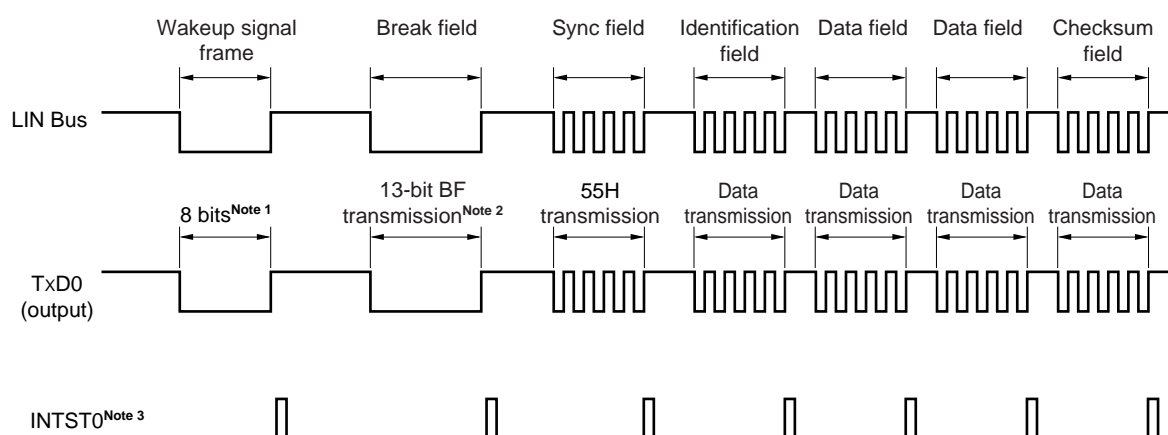 Wakeup signal frame
Break field
Sync field
Identification field
Data field
Data field
Checksum field
LIN Bus
8 bitsNote 1
13-bit BF transmissionNote 2
55H transmission
Data transmission
Data transmission
Data transmission
Data transmission
TxD0 (output)
INTST0Note 3